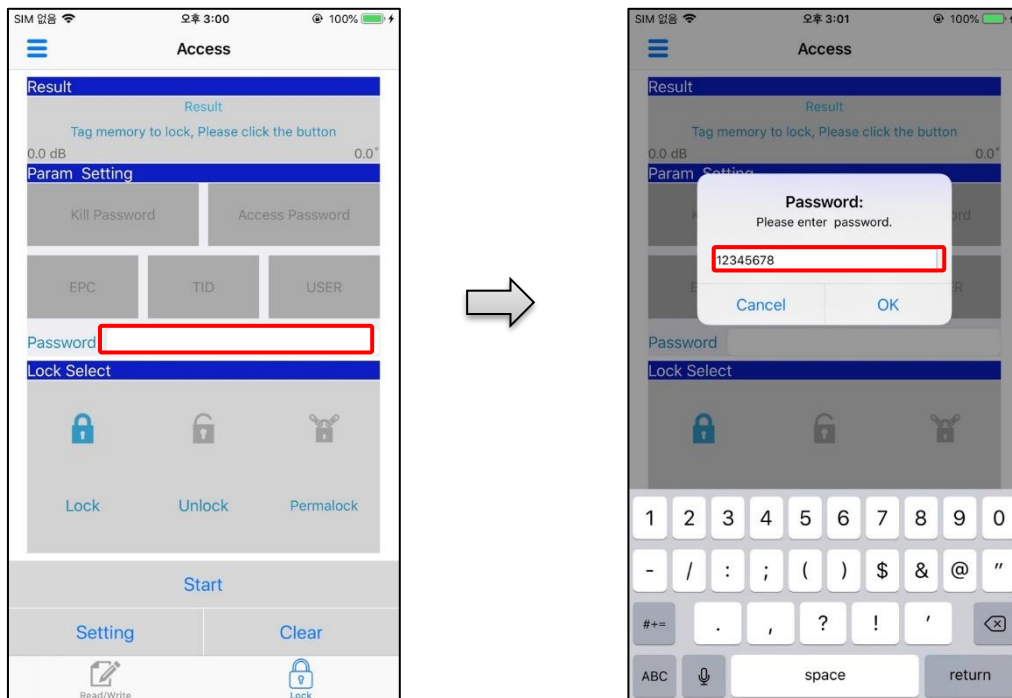 SIM 없음 오후 3:00 100%
Access
Result
Result
Tag memory to lock, Please click the button
0.0 dB 0.0˚
Param Setting
Kill Password Access Password
EPC TID USER
Password
Lock Select
Lock Unlock Permalock
Start
Setting Clear
Read/Write Lock
SIM 없음 오후 3:01 100%
Access
Result
Result
Tag memory to lock, Please click the button
0.0 dB 0.0˚
Param Setting
Password:
Please enter password.
12345678
Cancel OK
Password
Lock Select
1 2 3 4 5 6 7 8 9 0
- / : ; ( ) $ & @ "
#+= . , ? ! ' 
ABC space return